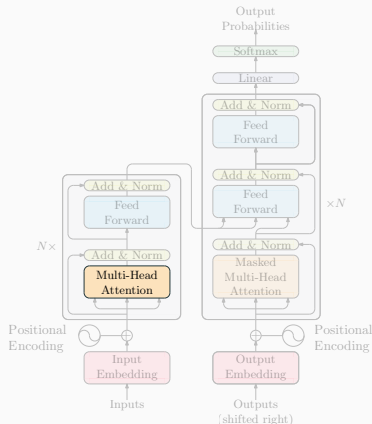 Output
Probabilities
Softmax
Linear
Add & Norm
Feed
Forward
Add & Norm
Add & Norm
Feed
Forward
Feed
Forward
N×
×N
Add & Norm
Add & Norm
Multi-Head
Attention
Masked
Multi-Head
Attention
Positional
Encoding
Positional
Encoding
Input
Embedding
Output
Embedding
Inputs
Outputs
(shifted right)